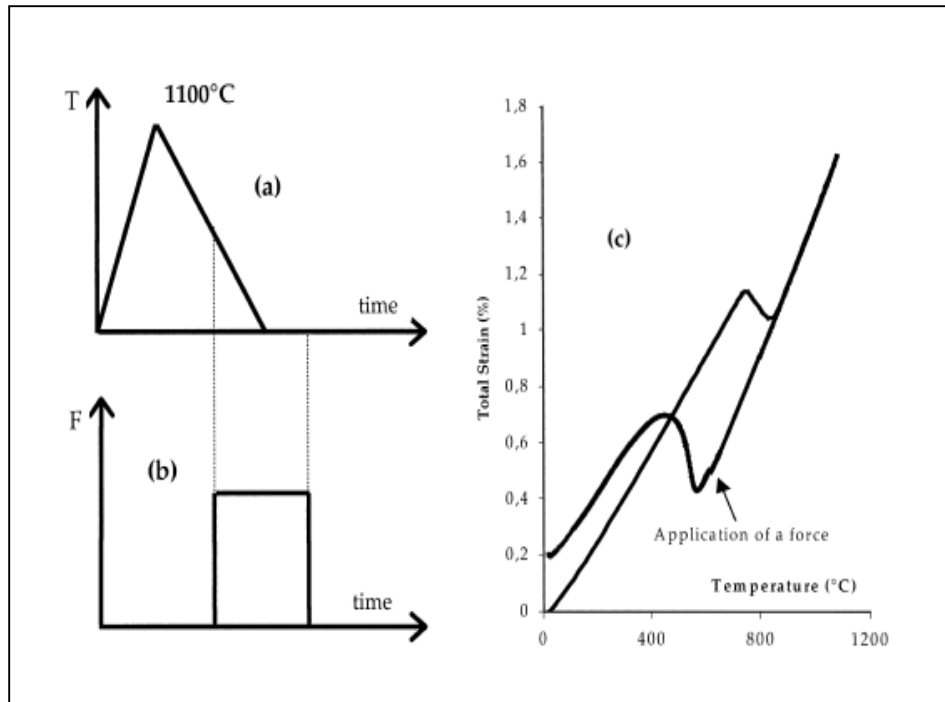 T
1100°C
(a)
time
F
(b)
time
1,8
1,6
1,4
1,2
1
0,8
0,6
0,4
0,2
0
Total Strain (%)
(c)
Application of a force
Temperature (°C)
0
400
800
1200